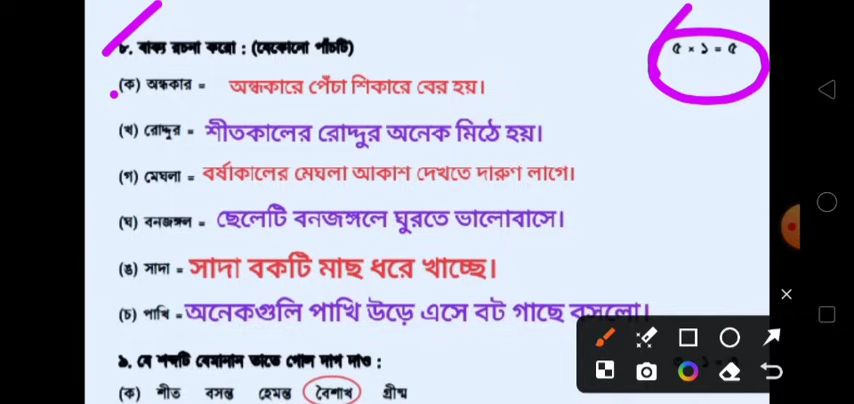 ৮. বাক্য রচনা করো : (যেকোনো পাঁচটি) ৫ × ১ = ৫
(ক) অন্ধকার = অন্ধকারে পেঁচা শিকারে বের হয়।
(খ) রোদ্দুর = শীতকালের রোদ্দুর অনেক মিঠে হয়।
(গ) মেঘলা = বর্ষাকালের মেঘলা আকাশ দেখতে দারুণ লাগে।
(ঘ) বনজঙ্গল = ছেলেটি বনজঙ্গলে ঘুরতে ভালোবাসে।
(ঙ) সাদা = সাদা বকটি মাছ ধরে খাচ্ছে।
(চ) পাখি = অনেকগুলি পাখি উড়ে এসে বট গাছে বসলো।
৯. যে শব্দটি বেমানান তাতে গোল দাগ দাও :
(ক) শীত বসন্ত হেমন্ত বৈশাখ গ্রীষ্ম